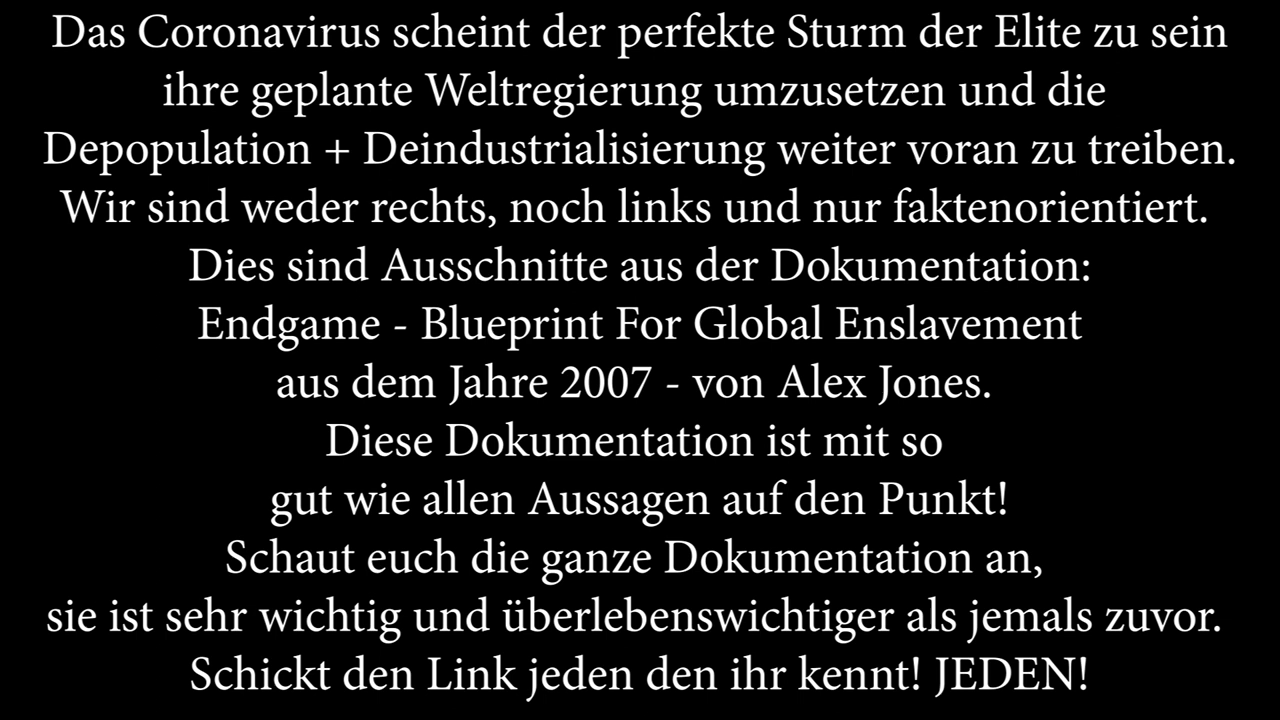 Das Coronavirus scheint der perfekte Sturm der Elite zu sein
ihre geplante Weltregierung umzusetzen und die
Depopulation + Deindustrialisierung weiter voran zu treiben.
Wir sind weder rechts, noch links und nur faktenorientiert.
Dies sind Ausschnitte aus der Dokumentation:
Endgame - Blueprint For Global Enslavement
aus dem Jahre 2007 - von Alex Jones.
Diese Dokumentation ist mit so
gut wie allen Aussagen auf den Punkt!
Schaut euch die ganze Dokumentation an,
sie ist sehr wichtig und überlebenswichtiger als jemals zuvor.
Schickt den Link jeden den ihr kennt! JEDEN!